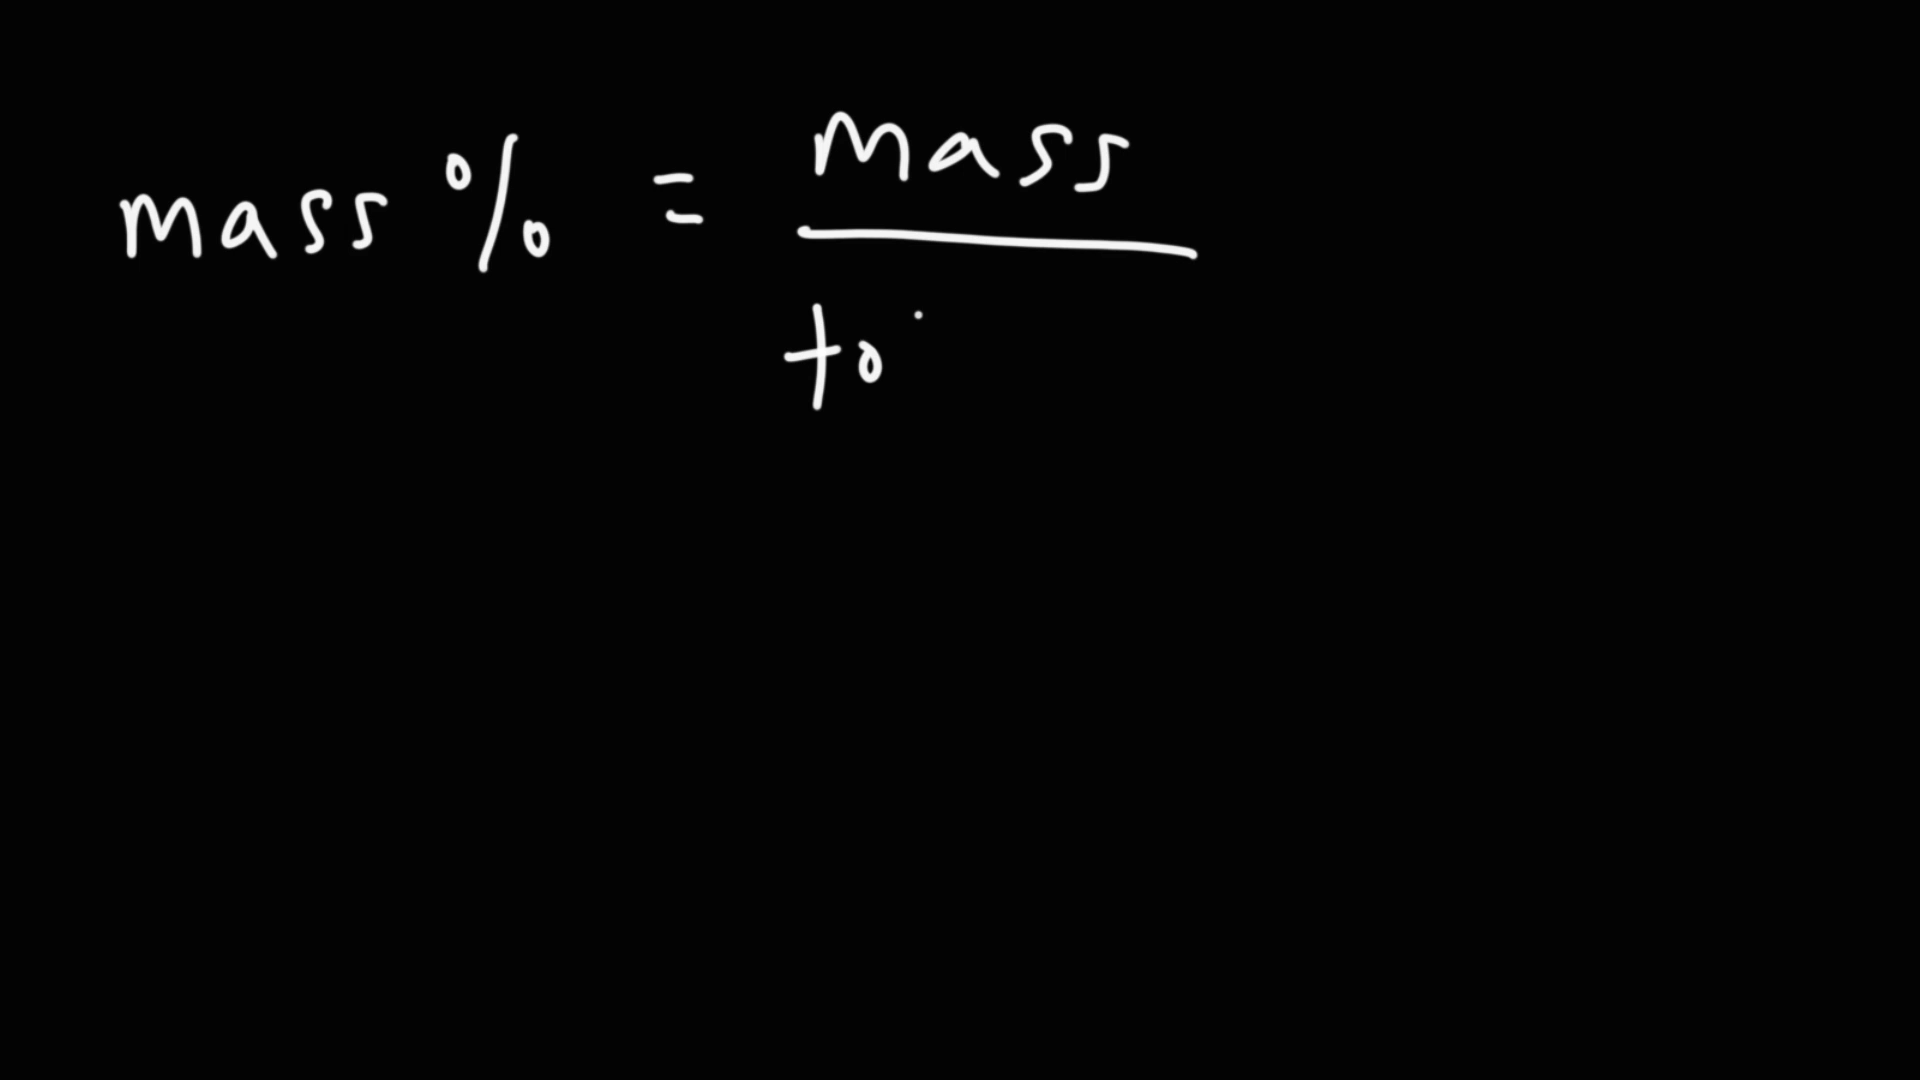 mass % = mass
to